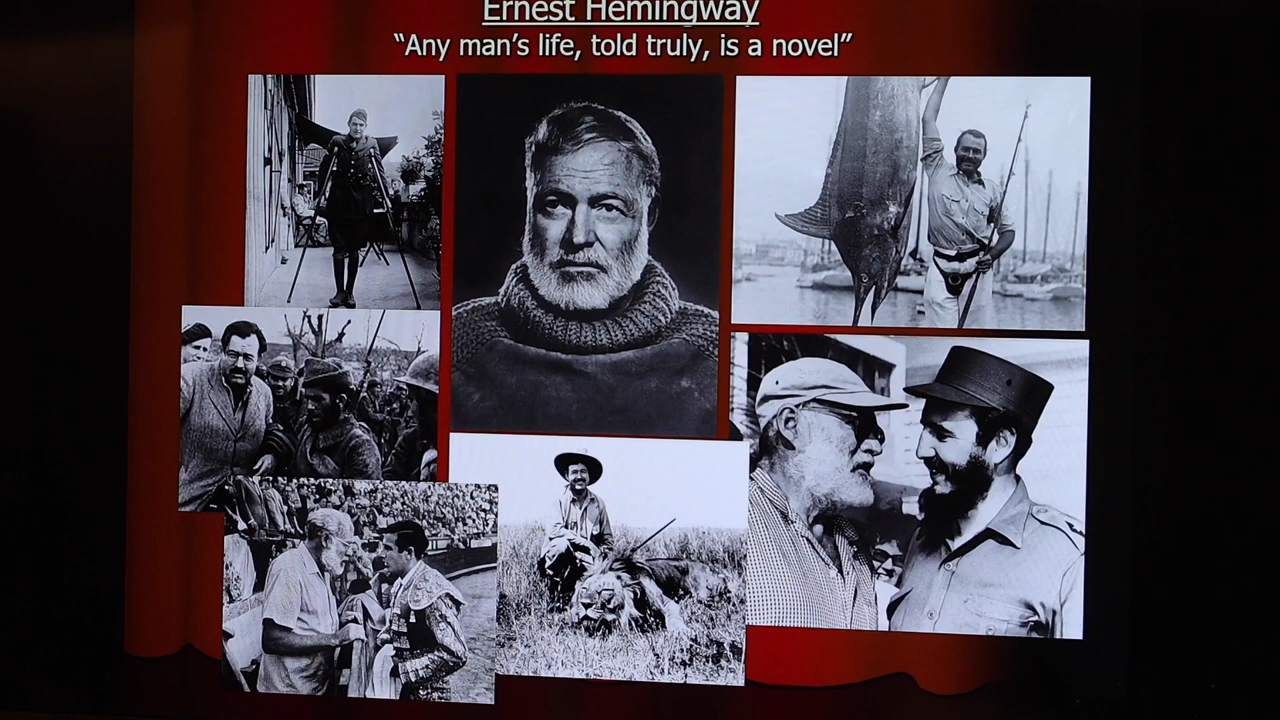 Ernest Hemingway
“Any man’s life, told truly, is a novel”